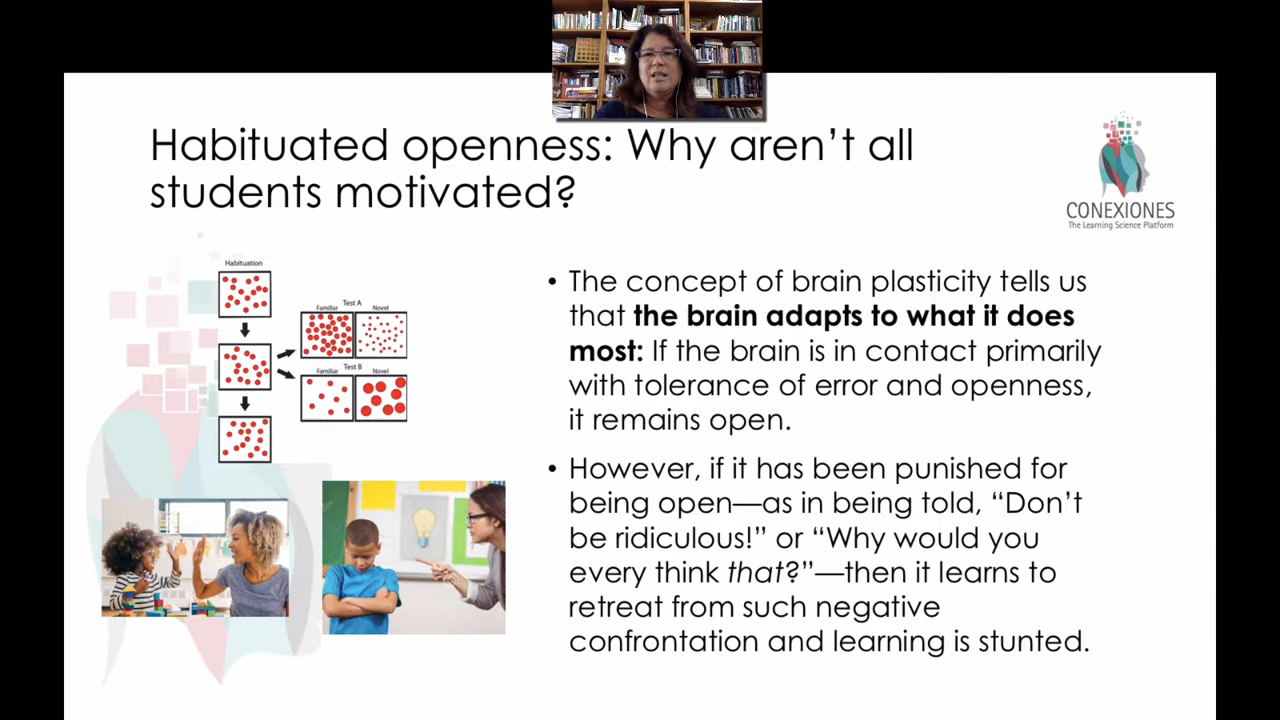 Habituated openness: Why aren't all
students motivated?
CONEXIONES
The Learning Science Platform
Habituation
Test A
Familiar
Novel
Test B
Familiar
Novel
• The concept of brain plasticity tells us
that the brain adapts to what it does
most: If the brain is in contact primarily
with tolerance of error and openness,
it remains open.
• However, if it has been punished for
being open—as in being told, “Don't
be ridiculous!” or “Why would you
every think that?”—then it learns to
retreat from such negative
confrontation and learning is stunted.